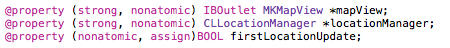 @property (strong, nonatomic) IBOutlet MKMapView *mapView;
@property (strong, nonatomic) CLLocationManager *locationManager;
@property (nonatomic, assign)BOOL firstLocationUpdate;